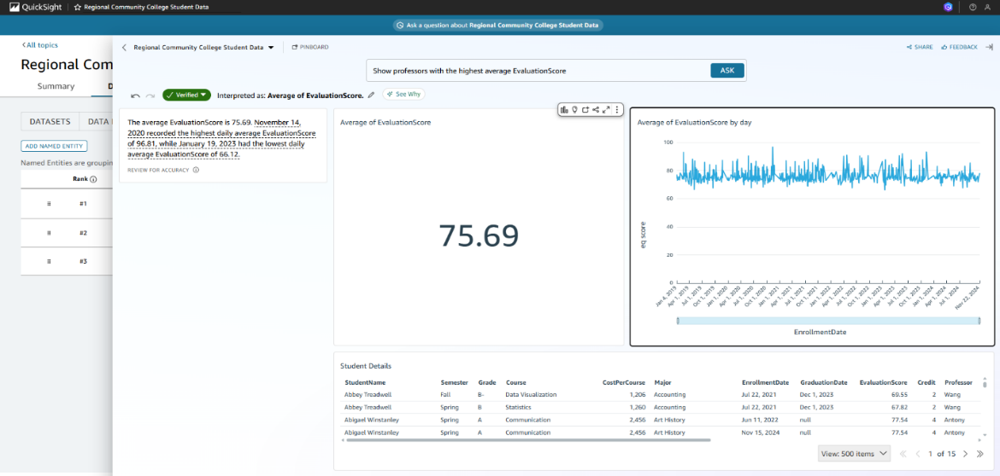 QuickSight
Regional Community College Student Data
Ask a question about Regional Community College Student Data
All topics
Regional Com
Summary
D
DATASETS
DATA
ADD NAMED ENTITY
Named Entities are groupin
Rank
#1
#2
#3
Regional Community College Student Data
PINBOARD
SHARE
FEEDBACK
Show professors with the highest average EvaluationScore
ASK
Verified
Interpreted as: Average of EvaluationScore.
See Why
The average EvaluationScore is 75.69. November 14,
2020 recorded the highest daily average EvaluationScore
of 96.81, while January 19, 2023 had the lowest daily
average EvaluationScore of 66.12.
REVIEW FOR ACCURACY
Average of EvaluationScore
75.69
Average of EvaluationScore by day
100
80
60
40
20
0
eq score
Jan 4, 2019 Apr 1, 2019 Jul 1, 2019 Oct 1, 2019 Jan 1, 2020 Apr 1, 2020 Jul 1, 2020 Oct 1, 2020 Jan 1, 2021 Apr 1, 2021 Jul 1, 2021 Oct 1, 2021 Jan 1, 2022 Apr 1, 2022 Jul 1, 2022 Oct 1, 2022 Jan 1, 2023 Apr 1, 2023 Jul 1, 2023 Oct 1, 2023 Jan 1, 2024 Apr 1, 2024 Jul 1, 2024 Nov 22, 2024
EnrollmentDate
Student Details
StudentName Semester Grade Course CostPerCourse Major EnrollmentDate GraduationDate EvaluationScore Credit Professor
Abbey Treadwell Fall B- Data Visualization 1,206 Accounting Jul 22, 2021 Dec 1, 2023 69.55 2 Wang
Abbey Treadwell Spring B Statistics 1,260 Accounting Jul 22, 2021 Dec 1, 2023 67.82 2 Wang
Abigael Winstanley Spring A Communication 2,456 Art History Jun 11, 2022 null 77.54 4 Antony
Abigael Winstanley Spring A Communication 2,456 Art History Nov 15, 2024 null 77.54 4 Antony
View: 500 items
1 of 15